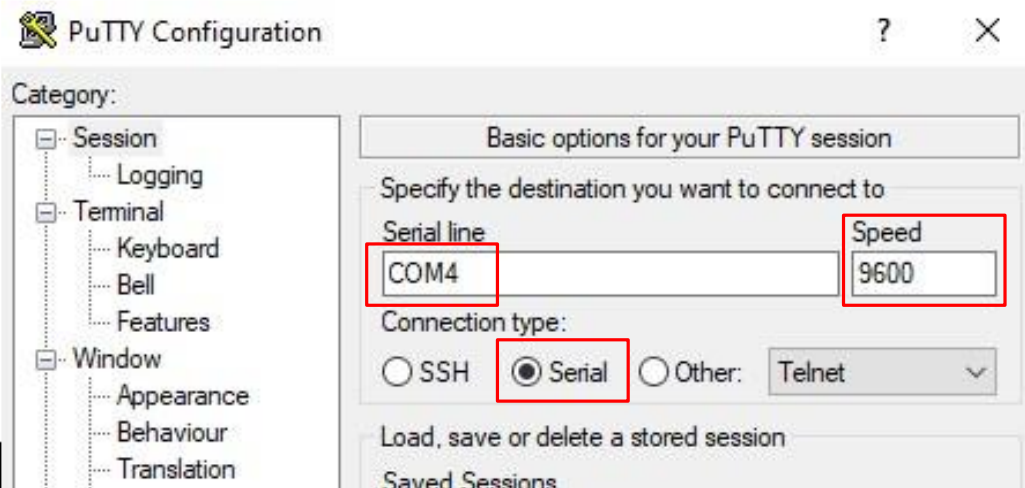 PuTTY Configuration
?
Category:
Session
Logging
Terminal
Keyboard
Bell
Features
Window
Appearance
Behaviour
Translation
Basic options for your PuTTY session
Specify the destination you want to connect to
Serial line
Speed
COM4
9600
Connection type:
SSH
Serial
Other:
Telnet
Load, save or delete a stored session
Saved Sessions